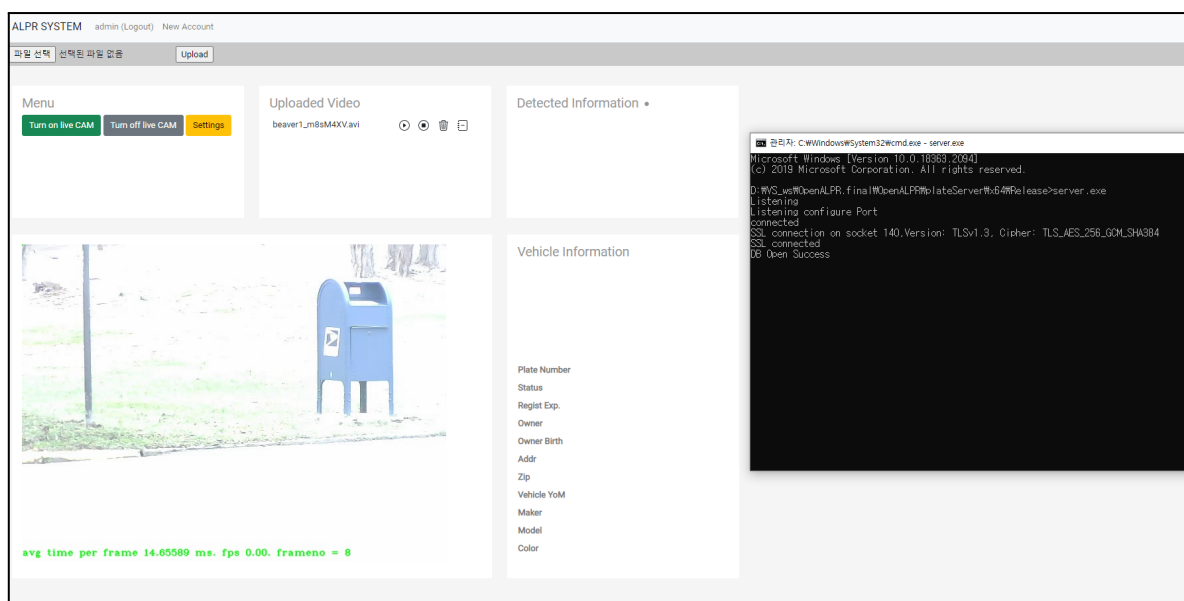 ALPR SYSTEM admin (Logout) New Account
파일 선택 선택된 파일 없음 Upload
Menu
Turn on live CAM Turn off live CAM Settings
Uploaded Video
beaver1_m8sM4XV.avi
Detected Information •
avg time per frame 14.65589 ms. fps 0.00. frameno = 8
Vehicle Information
Plate Number
Status
Regist Exp.
Owner
Owner Birth
Addr
Zip
Vehicle YoM
Maker
Model
Color
관리자: C:₩Windows₩System32₩cmd.exe - server.exe
Microsoft Windows [Version 10.0.18363.2094]
(c) 2019 Microsoft Corporation. All rights reserved.
D:₩VS_ws₩OpenALPR.final₩OpenALPR₩plateServer₩x64₩Release>server.exe
Listening
Listening configure Port
connected
SSL connection on socket 140.Version: TLSv1.3, Cipher: TLS_AES_256_GCM_SHA384
SSL connected
DB Open Success